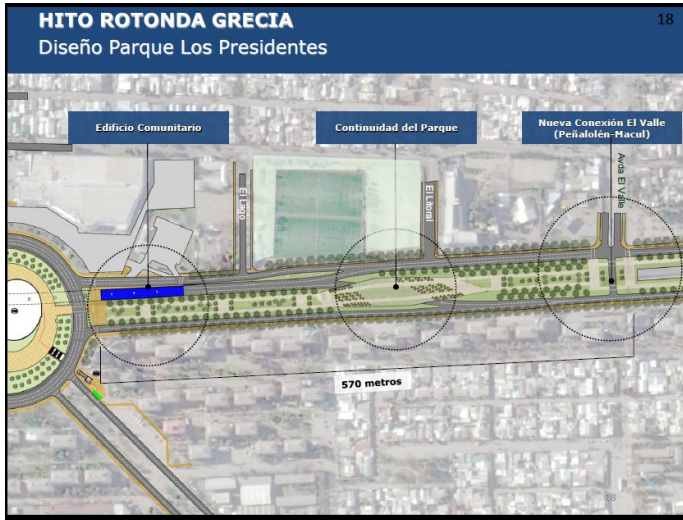 HITO ROTONDA GRECIA
18
Diseño Parque Los Presidentes
Edificio Comunitario
Continuidad del Parque
Nueva Conexión El Valle
(Peñalolén-Macul)
Avda El Valle
El Lago
El Litoral
570 metros
18